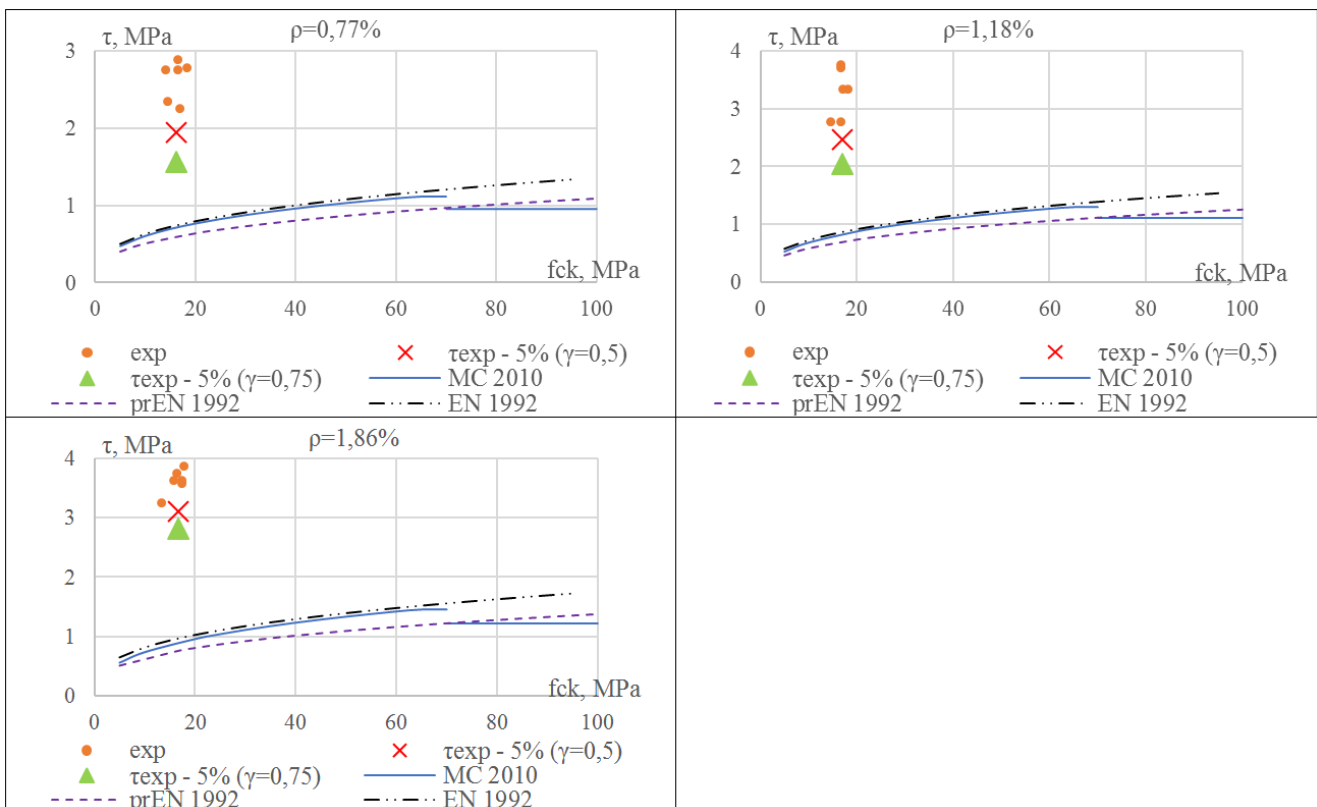 τ, MPa
ρ=0,77%
3
2
1
0
fck, MPa
0 20 40 60 80 100
exp
τexp - 5% (γ=0,5)
τexp - 5% (γ=0,75)
MC 2010
prEN 1992
EN 1992
τ, MPa
ρ=1,18%
4
3
2
1
0
fck, MPa
0 20 40 60 80 100
exp
τexp - 5% (γ=0,5)
τexp - 5% (γ=0,75)
MC 2010
prEN 1992
EN 1992
τ, MPa
ρ=1,86%
4
3
2
1
0
fck, MPa
0 20 40 60 80 100
exp
τexp - 5% (γ=0,5)
τexp - 5% (γ=0,75)
MC 2010
prEN 1992
EN 1992